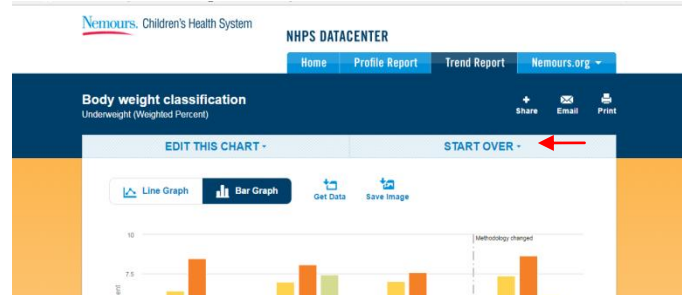 Nemours. Children's Health System
NHPS DATACENTER
Home Profile Report Trend Report Nemours.org
Body weight classification
Underweight (Weighted Percent)
Share Email Print
EDIT THIS CHART START OVER
Line Graph Bar Graph Get Data Save Image
10
Methodology changed
7.5